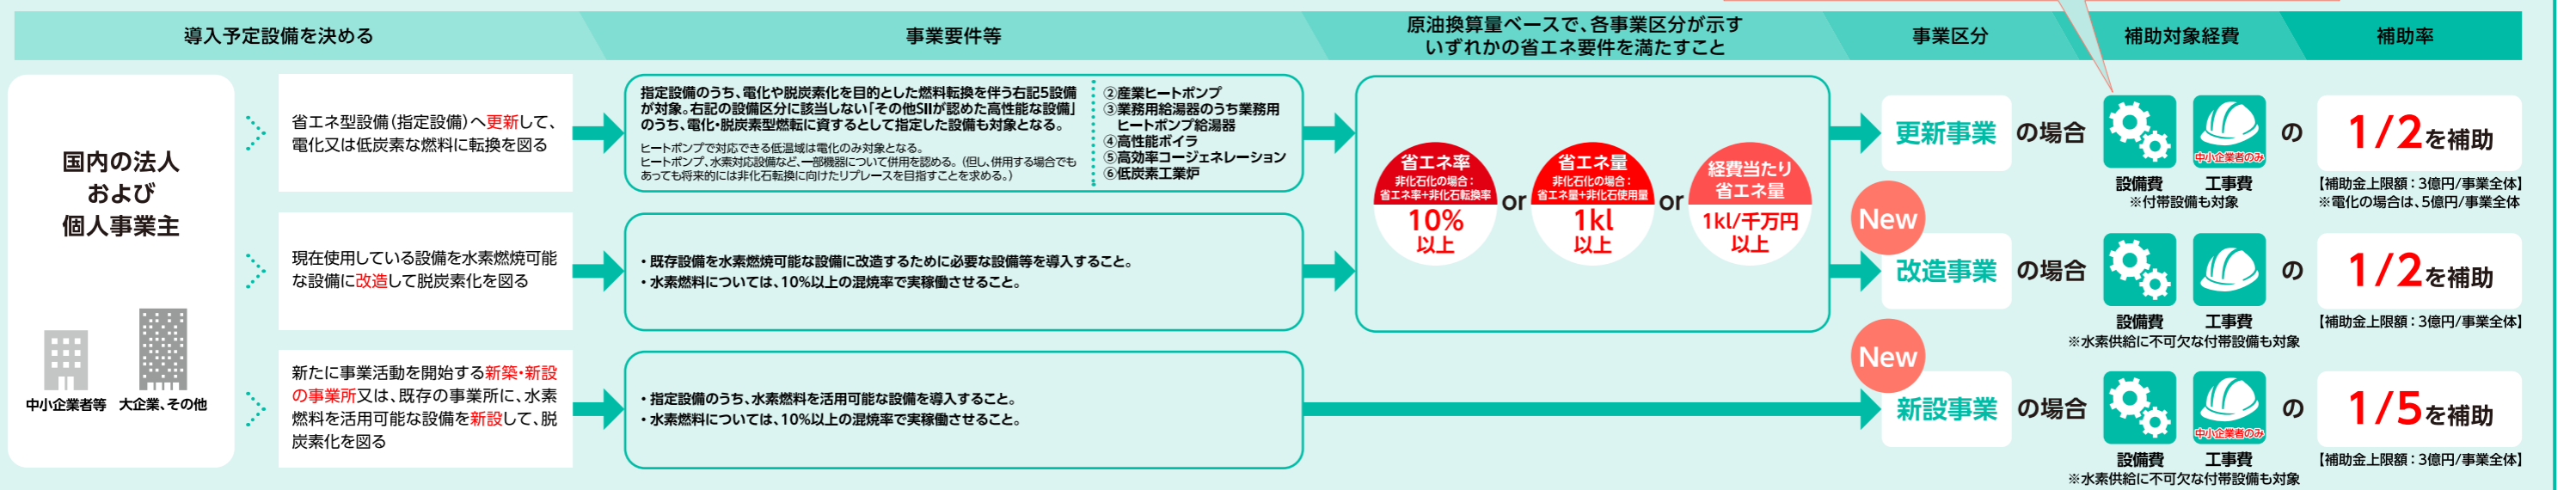 導入予定設備を決める
事業要件等
原油換算量ベースで、各事業区分が示す
いずれかの省エネ要件を満たすこと
事業区分
補助対象経費
補助率
国内の法人
および
個人事業主
中小企業者等
大企業、その他
省エネ型設備(指定設備)へ更新して、
電化又は低炭素な燃料に転換を図る
指定設備のうち、電化や脱炭素化を目的とした燃料転換を伴う右記5設備
が対象。右記の設備区分に該当しない「その他SIIが認めた高性能な設備」
のうち、電化・脱炭素型燃転に資するとして指定した設備も対象となる。
ヒートポンプで対応できる低温域は電化のみ対象となる。
ヒートポンプ、水素対応設備など、一部機器について併用を認める。(但し、併用する場合でも
あっても将来的には非化石転換に向けたリプレースを目指すことを求める。)
②産業ヒートポンプ
③業務用給湯器のうち業務用
ヒートポンプ給湯器
④高性能ボイラ
⑤高効率コージェネレーション
⑥低炭素工業炉
現在使用している設備を水素燃焼可能
な設備に改造して脱炭素化を図る
・既存設備を水素燃焼可能な設備に改造するために必要な設備等を導入すること。
・水素燃料については、10%以上の混焼率で実稼働させること。
新たに事業活動を開始する新築・新設
の事業所又は、既存の事業所に、水素
燃料を活用可能な設備を新設して、脱
炭素化を図る
・指定設備のうち、水素燃料を活用可能な設備を導入すること。
・水素燃料については、10%以上の混焼率で実稼働させること。
省エネ率
非化石化の場合：
省エネ率+非化石転換率
10%
以上
or
省エネ量
非化石化の場合：
省エネ量+非化石使用量
1kl
以上
or
経費当たり
省エネ量
1kl/千万円
以上
更新事業 の場合
中小企業者のみ
の
1/2を補助
設備費
工事費
※付帯設備も対象
【補助金上限額：3億円/事業全体】
※電化の場合は、5億円/事業全体
New
改造事業 の場合
の
1/2を補助
設備費
工事費
※水素供給に不可欠な付帯設備も対象
【補助金上限額：3億円/事業全体】
New
新設事業 の場合
中小企業者のみ
の
1/5を補助
設備費
工事費
※水素供給に不可欠な付帯設備も対象
【補助金上限額：3億円/事業全体】